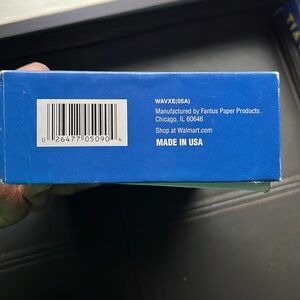 WAVXE(05A)
Manufactured by Fantus Paper Products
Chicago, IL 60646
Shop at Walmart.com
MADE IN USA
0 26477 05090 4